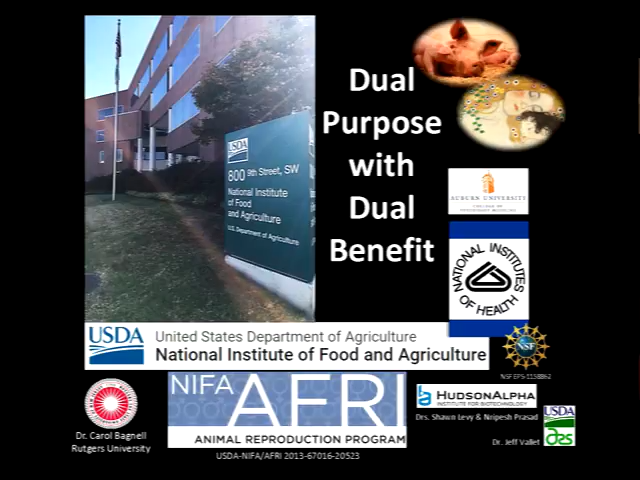 Dual
Purpose
with
Dual
Benefit
USDA
800 9th Street, SW
National Institute
of Food
and Agriculture
U.S. Department of Agriculture
AUBURN UNIVERSITY
NATIONAL INSTITUTES
OF HEALTH
USDA
United States Department of Agriculture
National Institute of Food and Agriculture
NSF
NSF EPS-1158862
NIFA
AFRI
ANIMAL REPRODUCTION PROGRAM
USDA-NIFA/AFRI 2013-67016-20523
HUDSONALPHA
INSTITUTE FOR BIOTECHNOLOGY
Drs. Shawn Levy & Nripesh Prasad
Dr. Carol Bagnell
Rutgers University
USDA
ars
Dr. Jeff Vallet